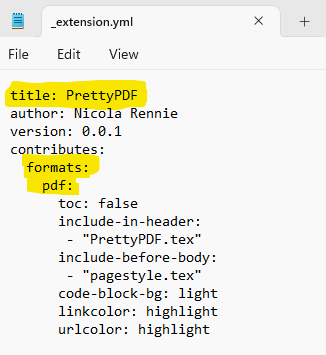 _extension.yml
File
Edit
View
title: PrettyPDF
author: Nicola Rennie
version: 0.0.1
contributes:
  formats:
    pdf:
      toc: false
      include-in-header:
       - "PrettyPDF.tex"
      include-before-body:
       - "pagestyle.tex"
      code-block-bg: light
      linkcolor: highlight
      urlcolor: highlight